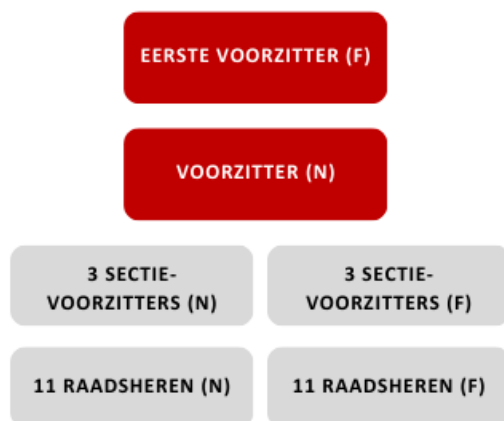 EERSTE VOORZITTER (F)
VOORZITTER (N)
3 SECTIE-
VOORZITTERS (N)
3 SECTIE-
VOORZITTERS (F)
11 RAADSHEREN (N)
11 RAADSHEREN (F)